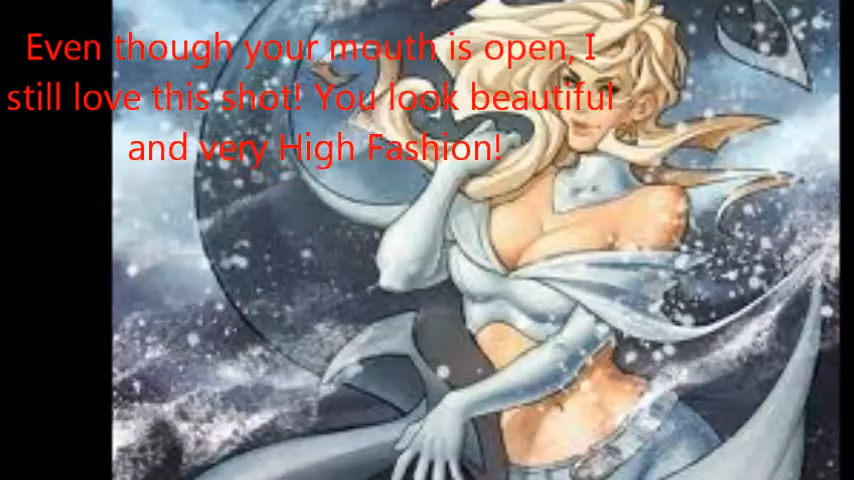 Even though your mouth is open, I
still love this shot! You look beautiful
and very High Fashion!